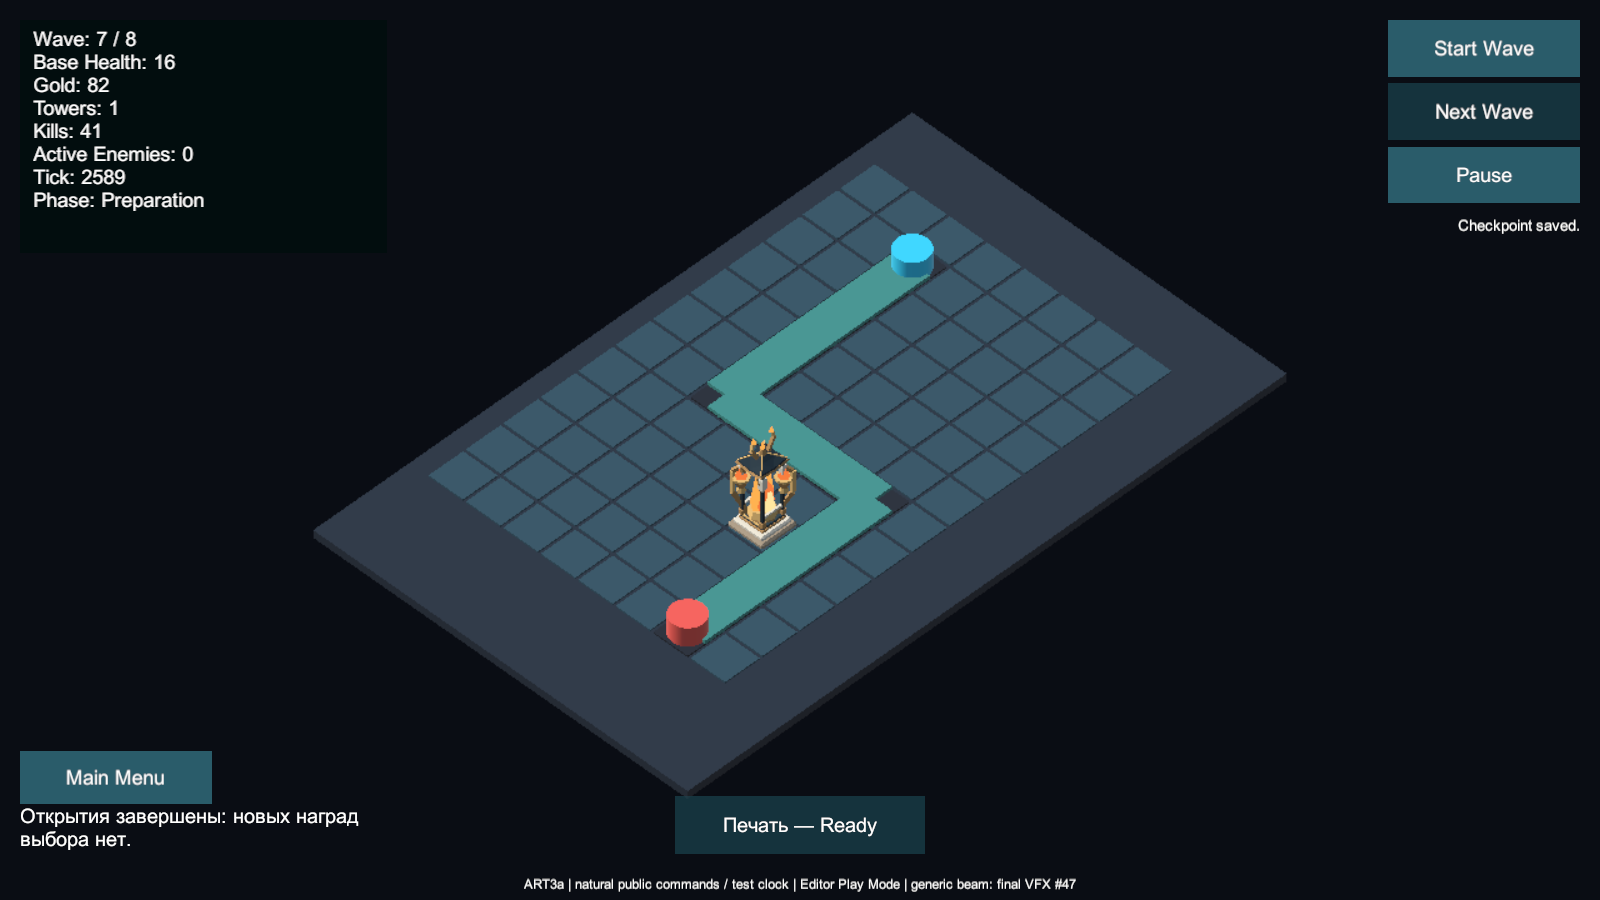 Wave: 7 / 8
Base Health: 16
Gold: 82
Towers: 1
Kills: 41
Active Enemies: 0
Tick: 2589
Phase: Preparation
Start Wave
Next Wave
Pause
Checkpoint saved.
Main Menu
Открытия завершены: новых наград
выбора нет.
Печать — Ready
ART3a | natural public commands / test clock | Editor Play Mode | generic beam: final VFX #47